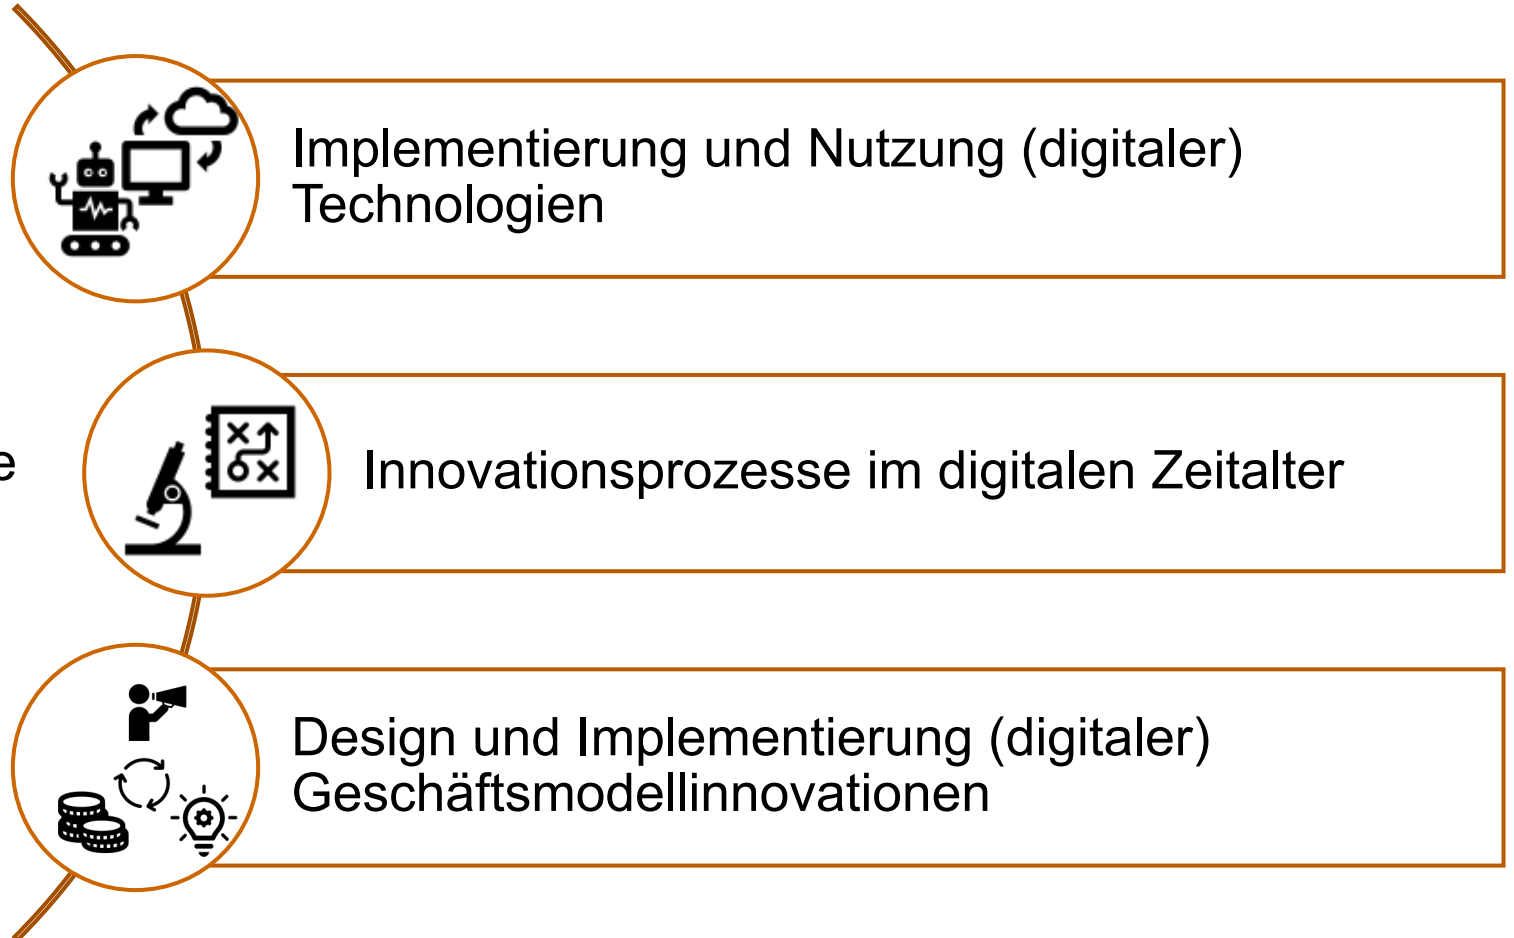 Implementierung und Nutzung (digitaler)
Technologien
e
Innovationsprozesse im digitalen Zeitalter
Design und Implementierung (digitaler)
Geschäftsmodellinnovationen